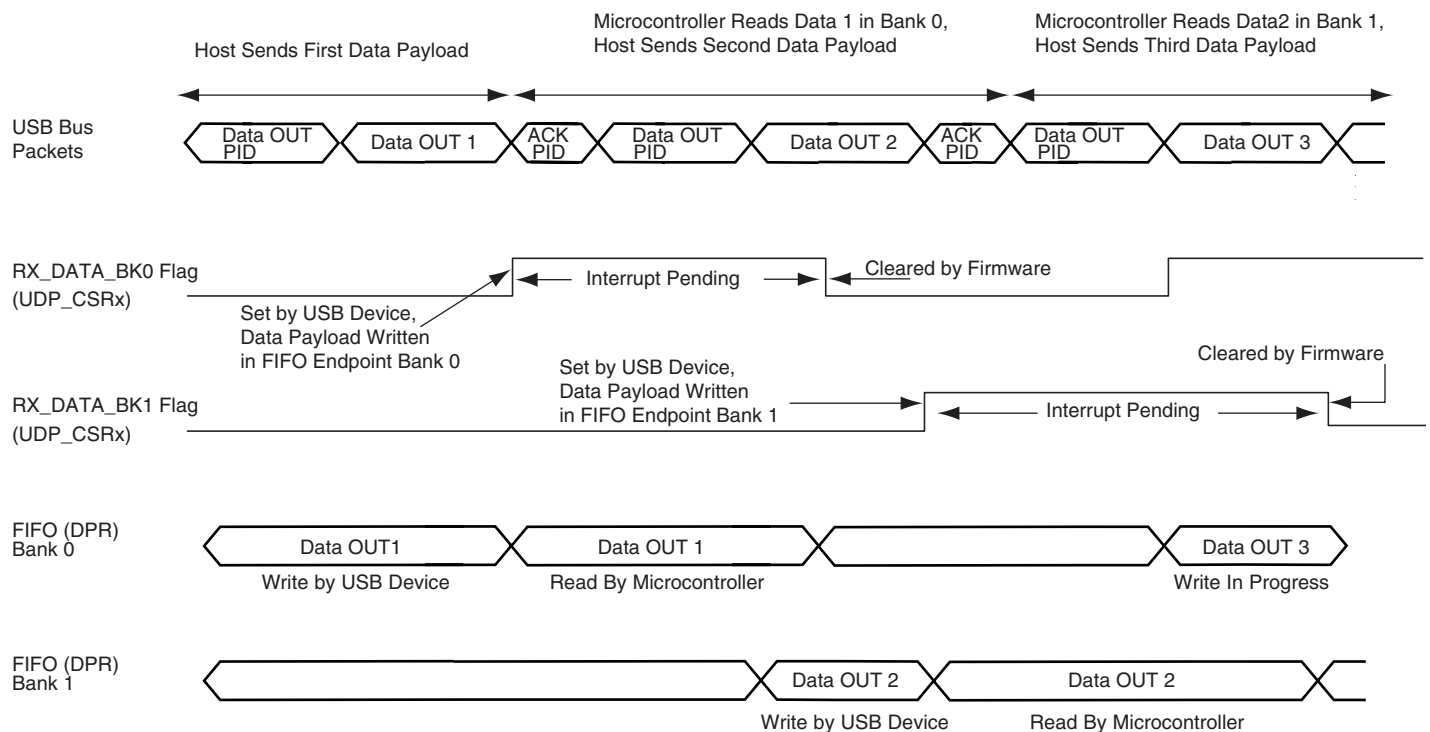 Host Sends First Data Payload
Microcontroller Reads Data 1 in Bank 0,
Host Sends Second Data Payload
Microcontroller Reads Data2 in Bank 1,
Host Sends Third Data Payload
USB Bus
Packets
Data OUT
PID
Data OUT 1
ACK
PID
Data OUT
PID
Data OUT 2
ACK
PID
Data OUT
PID
Data OUT 3
RX_DATA_BK0 Flag
(UDP_CSRx)
Interrupt Pending
Cleared by Firmware
Set by USB Device,
Data Payload Written
in FIFO Endpoint Bank 0
RX_DATA_BK1 Flag
(UDP_CSRx)
Set by USB Device,
Data Payload Written
in FIFO Endpoint Bank 1
Interrupt Pending
Cleared by Firmware
FIFO (DPR)
Bank 0
Data OUT1
Data OUT 1
Data OUT 3
Write by USB Device
Read By Microcontroller
Write In Progress
FIFO (DPR)
Bank 1
Data OUT 2
Data OUT 2
Write by USB Device
Read By Microcontroller